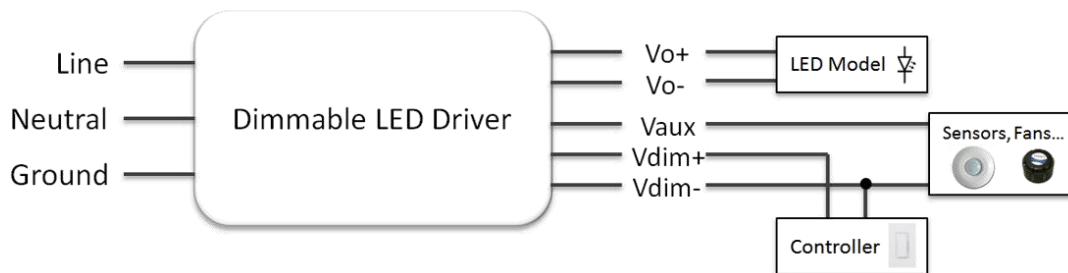 Line
Neutral
Ground
Dimmable LED Driver
Vo+
Vo-
Vaux
Vdim+
Vdim-
LED Model
Sensors, Fans...
Controller